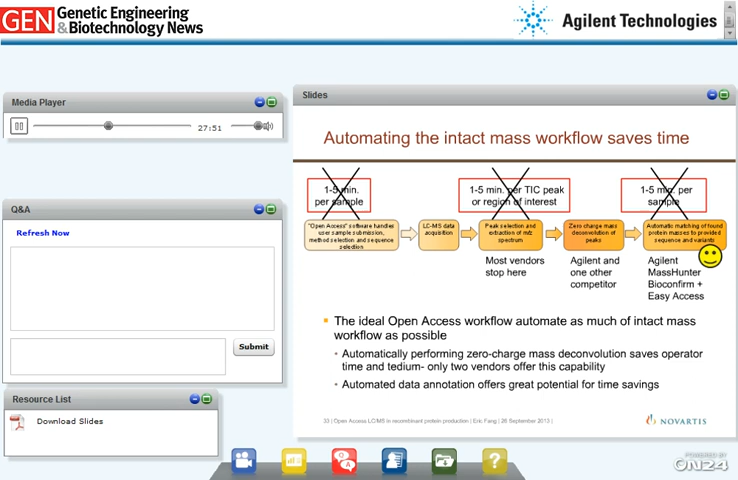 GEN Genetic Engineering
& Biotechnology News
Agilent Technologies
Media Player
27:51
Q&A
Refresh Now
Submit
Resource List
Download Slides
Slides
Automating the intact mass workflow saves time
1-5 min.
per sample
1-5 min. per TIC peak
or region of interest
1-5 min. per
sample
"Open Access" software handles
user sample submission,
method selection and sequence
selection
LC-MS data
acquisition
Peak selection and
extraction of m/z
spectrum
Zero charge mass
deconvolution of
peaks
Automatic matching of found
protein masses to provided
sequence and variants
Most vendors
stop here
Agilent and
one other
competitor
Agilent
MassHunter
Bioconfirm +
Easy Access
▪ The ideal Open Access workflow automate as much of intact mass
workflow as possible
• Automatically performing zero-charge mass deconvolution saves operator
time and tedium- only two vendors offer this capability
• Automated data annotation offers great potential for time savings
33 | Open Access LC/MS in recombinant protein production | Eric Fang | 26 September 2013 |
NOVARTIS
Q
A
?
POWERED BY
ON24